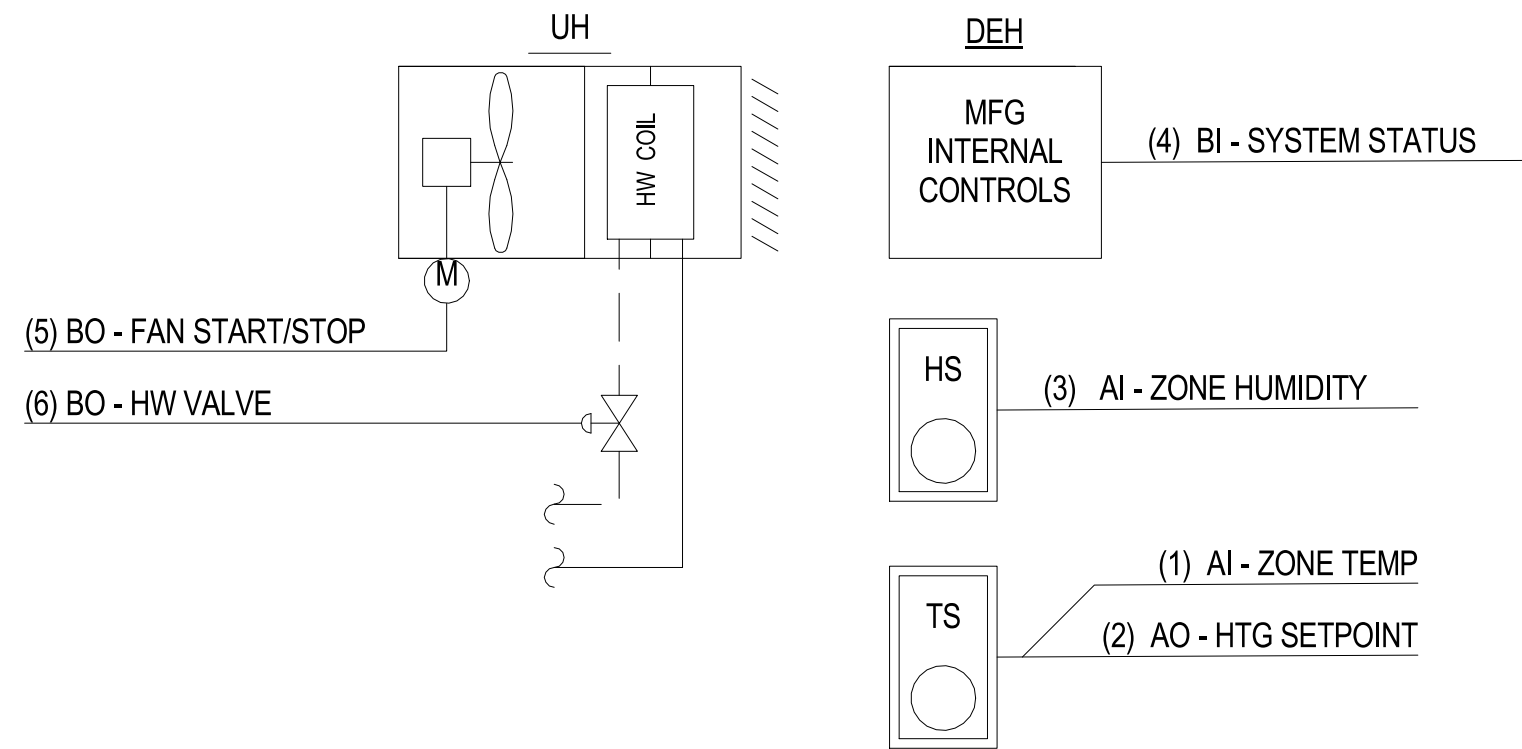 UH
DEH
MFG
INTERNAL
CONTROLS
HW COIL
(4) BI - SYSTEM STATUS
M
(5) BO - FAN START/STOP
(6) BO - HW VALVE
HS
(3) AI - ZONE HUMIDITY
TS
(1) AI - ZONE TEMP
(2) AO - HTG SETPOINT